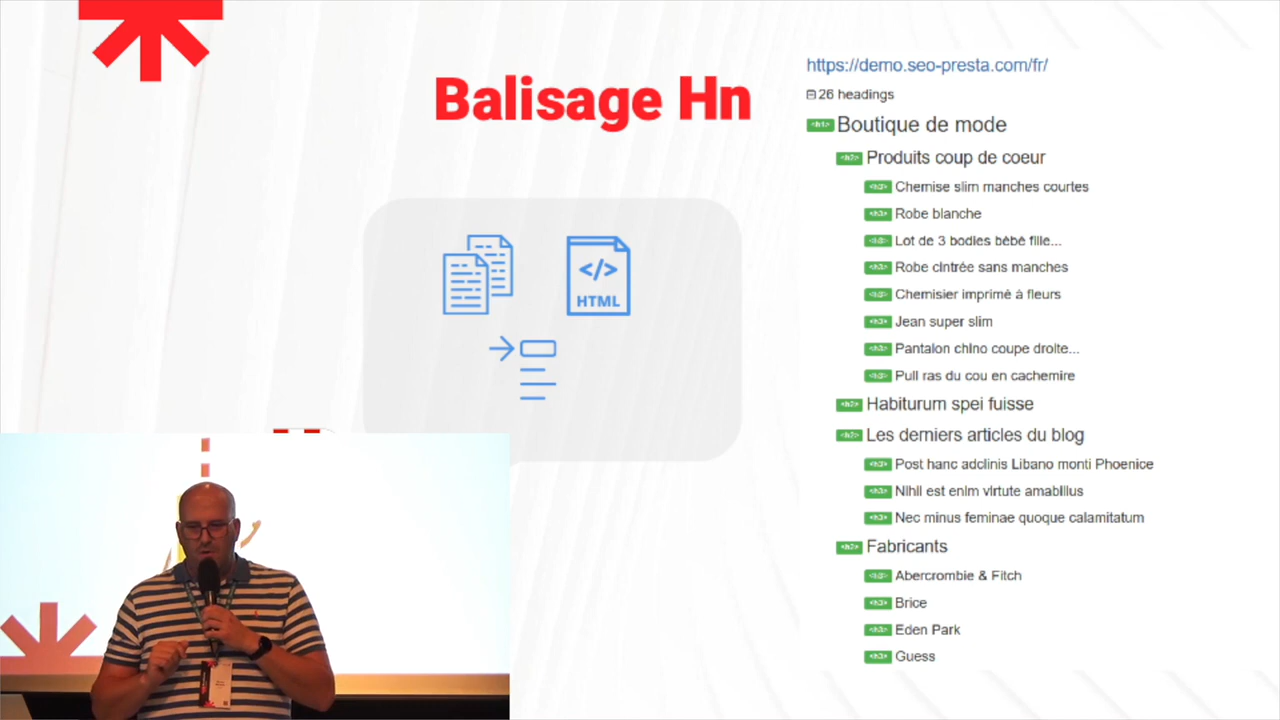 Balisage Hn
HTML
https://demo.seo-presta.com/fr/
26 headings
<h1> Boutique de mode
<h2> Produits coup de coeur
<h3> Chemise slim manches courtes
<h3> Robe blanche
<h3> Lot de 3 bodies bébé fille...
<h3> Robe cintrée sans manches
<h3> Chemisier imprimé à fleurs
<h3> Jean super slim
<h3> Pantalon chino coupe droite...
<h3> Pull ras du cou en cachemire
<h2> Habiturum spei fuisse
<h2> Les derniers articles du blog
<h3> Post hanc adclinis Libano monti Phoenice
<h3> Nihil est enim virtute amabilius
<h3> Nec minus feminae quoque calamitatum
<h2> Fabricants
<h3> Abercrombie & Fitch
<h3> Brice
<h3> Eden Park
<h3> Guess